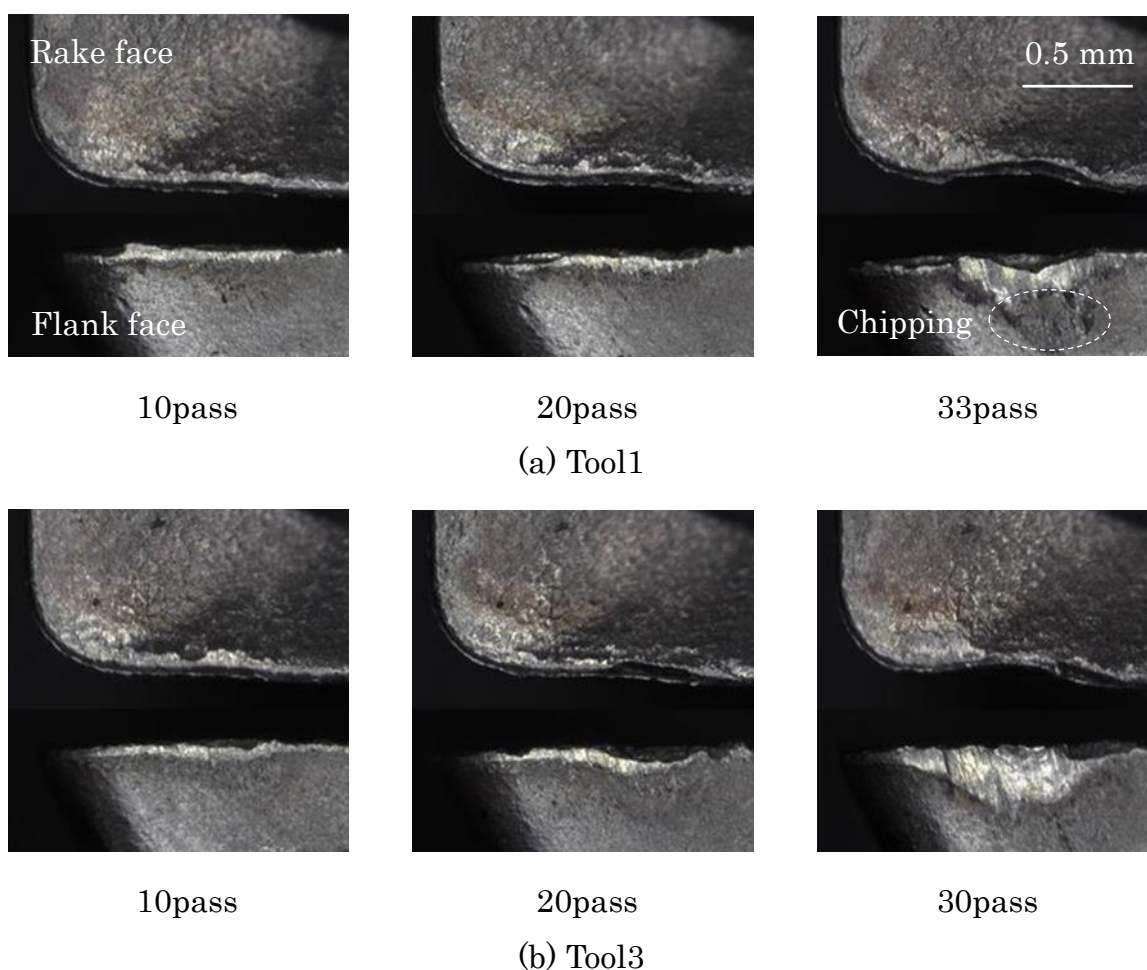 Rake face
0.5 mm
Flank face
Chipping
10pass
20pass
33pass
(a) Tool1
10pass
20pass
30pass
(b) Tool3